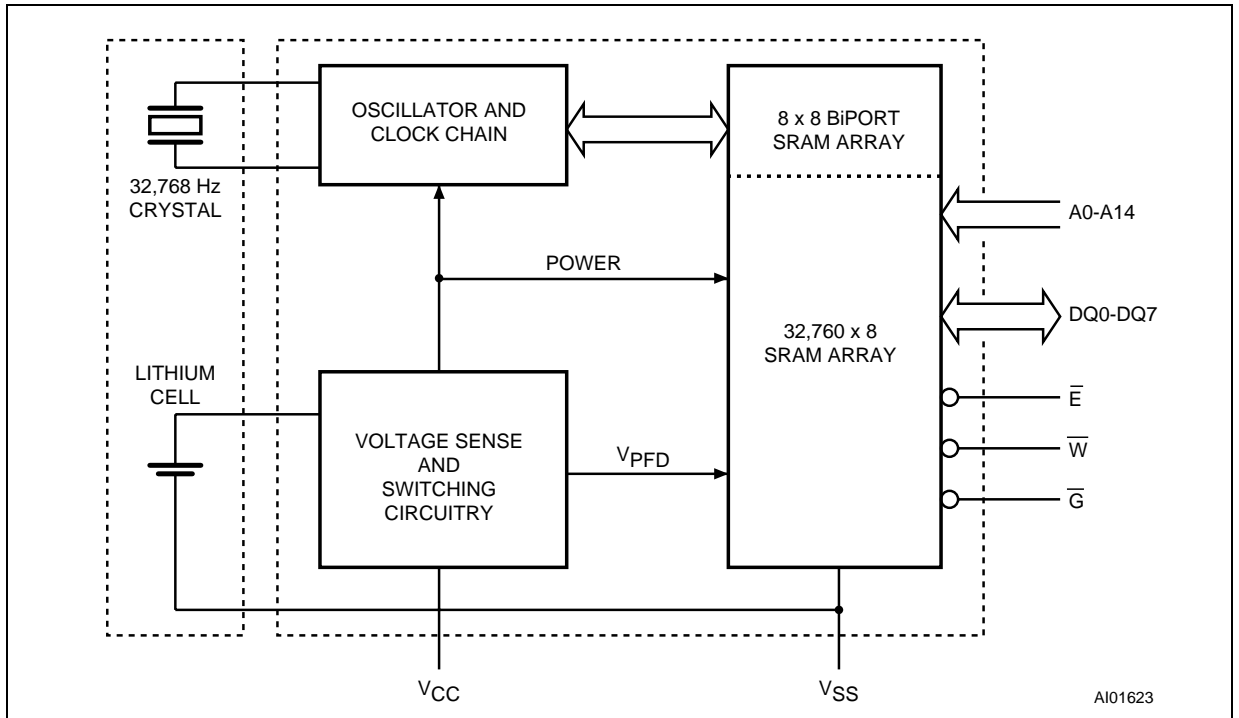 OSCILLATOR AND
CLOCK CHAIN
8 x 8 BiPORT
SRAM ARRAY
32,768 Hz
CRYSTAL
A0-A14
POWER
DQ0-DQ7
32,760 x 8
SRAM ARRAY
LITHIUM
CELL
E̅
VOLTAGE SENSE
AND
SWITCHING
CIRCUITRY
VPFD
W̅
G̅
VCC
VSS
AI01623